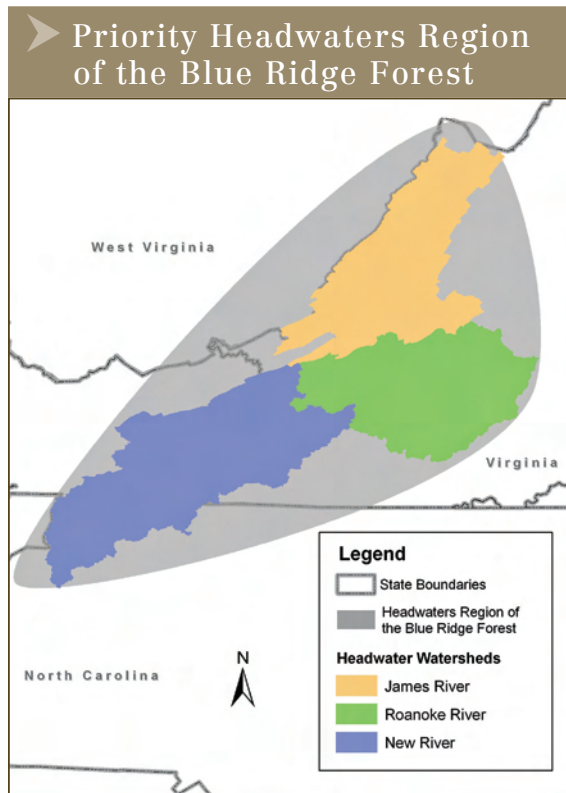 Priority Headwaters Region
of the Blue Ridge Forest
West Virginia
Virginia
North Carolina
N
Legend
State Boundaries
Headwaters Region of
the Blue Ridge Forest
Headwater Watersheds
James River
Roanoke River
New River